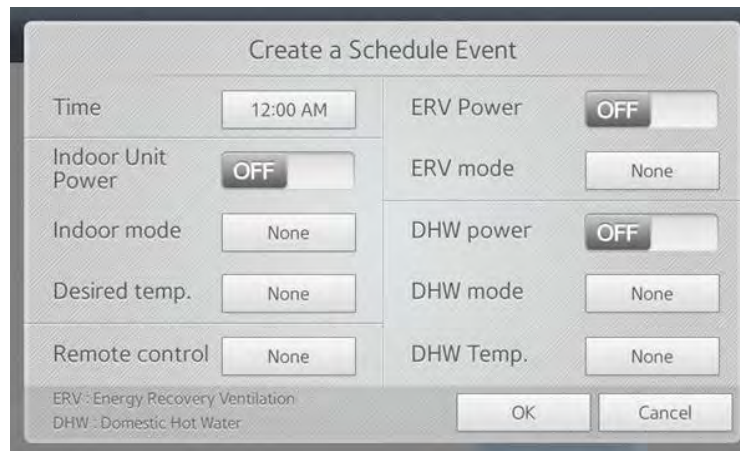 Create a Schedule Event
Time
12:00 AM
Indoor Unit
Power
OFF
Indoor mode
None
Desired temp.
None
Remote control
None
ERV Power
OFF
ERV mode
None
DHW power
OFF
DHW mode
None
DHW Temp.
None
ERV : Energy Recovery Ventilation
DHW : Domestic Hot Water
OK
Cancel